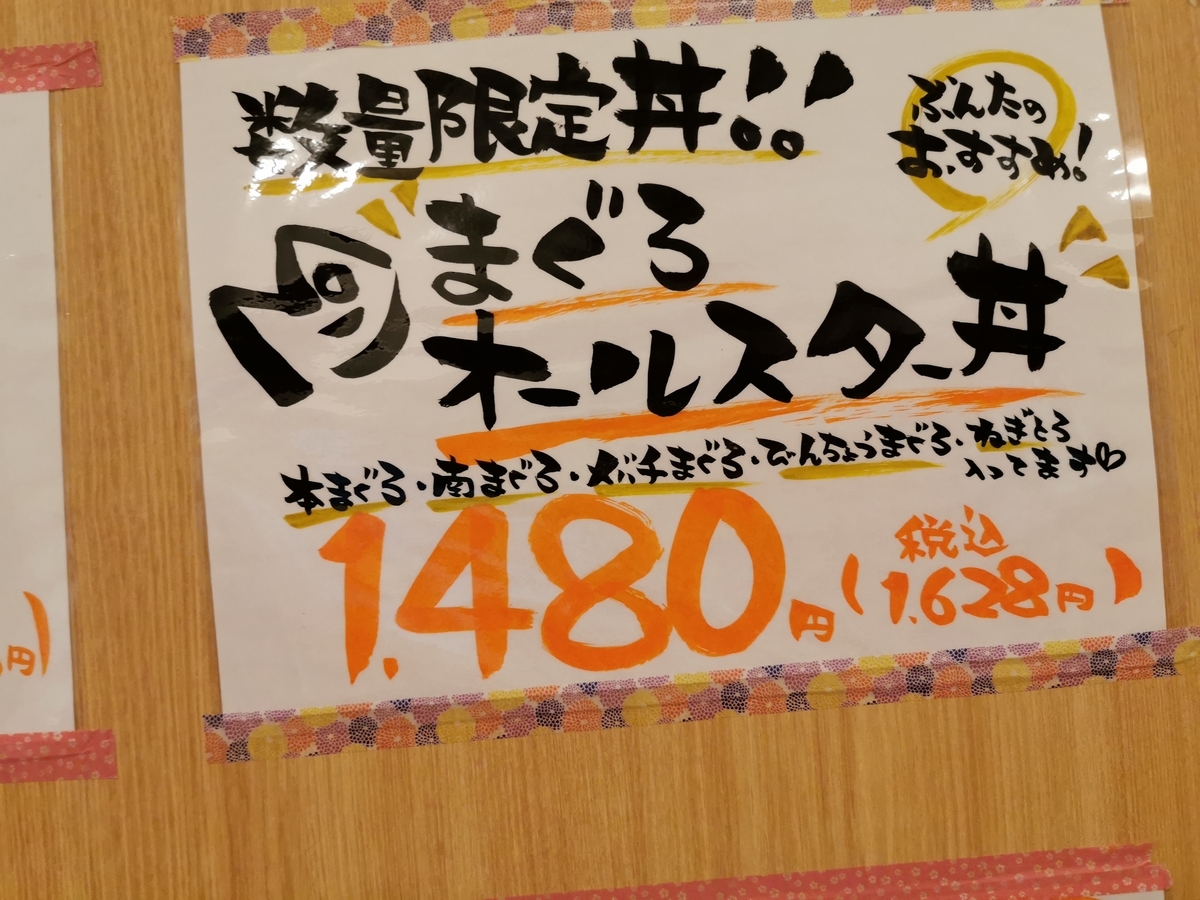 数量限定丼!!
ぶんたの
おすすめ!
まぐろ
オールスター丼
本まぐろ・南まぐろ・メバチまぐろ・びんちょうまぐろ・ねぎとろ
入ってます♡
1.480円
(税込
1.628円)
円)